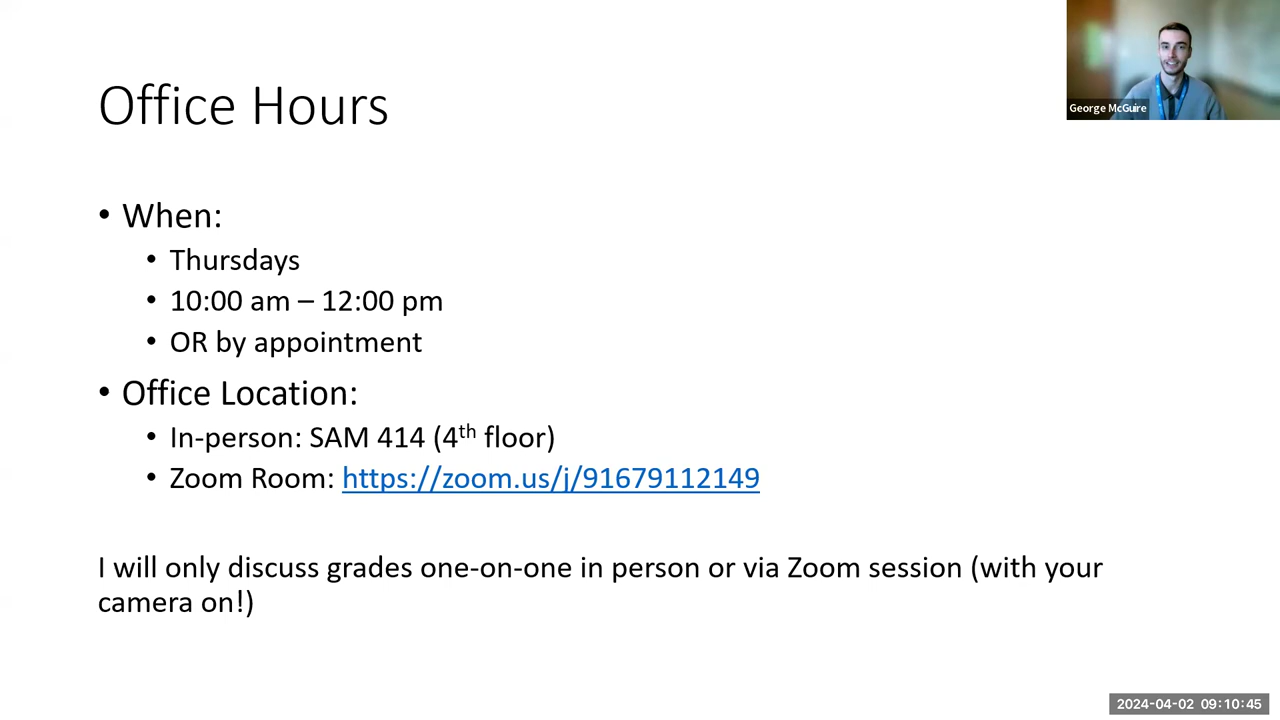 Office Hours
George McGuire
• When:
• Thursdays
• 10:00 am – 12:00 pm
• OR by appointment
• Office Location:
• In-person: SAM 414 (4th floor)
• Zoom Room: https://zoom.us/j/91679112149
I will only discuss grades one-on-one in person or via Zoom session (with your
camera on!)
2024-04-02 09:10:45